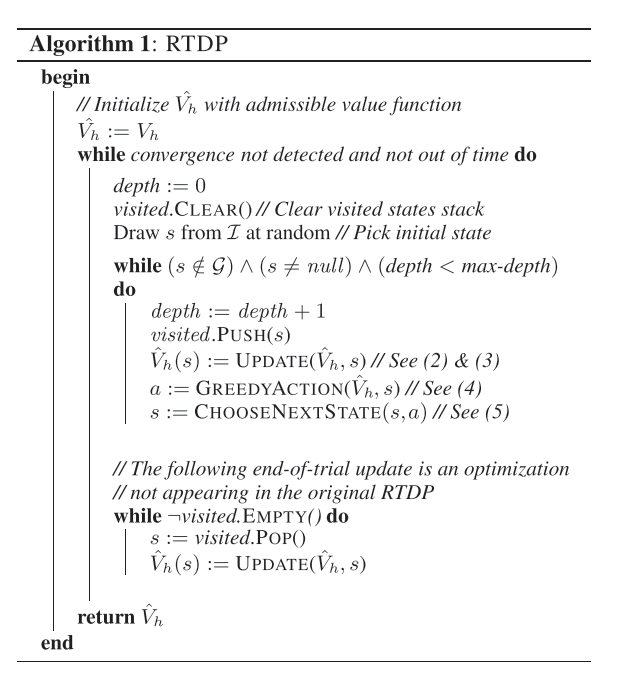 Algorithm 1: RTDP
begin
// Initialize V̂_h with admissible value function
V̂_h := V_h
while convergence not detected and not out of time do
depth := 0
visited.CLEAR() // Clear visited states stack
Draw s from I at random // Pick initial state
while (s ∉ G) ∧ (s ≠ null) ∧ (depth < max-depth)
do
depth := depth + 1
visited.PUSH(s)
V̂_h(s) := UPDATE(V̂_h, s) // See (2) & (3)
a := GREEDYACTION(V̂_h, s) // See (4)
s := CHOOSENEXTSTATE(s, a) // See (5)
// The following end-of-trial update is an optimization
// not appearing in the original RTDP
while ¬visited.EMPTY() do
s := visited.POP()
V̂_h(s) := UPDATE(V̂_h, s)
return V̂_h
end